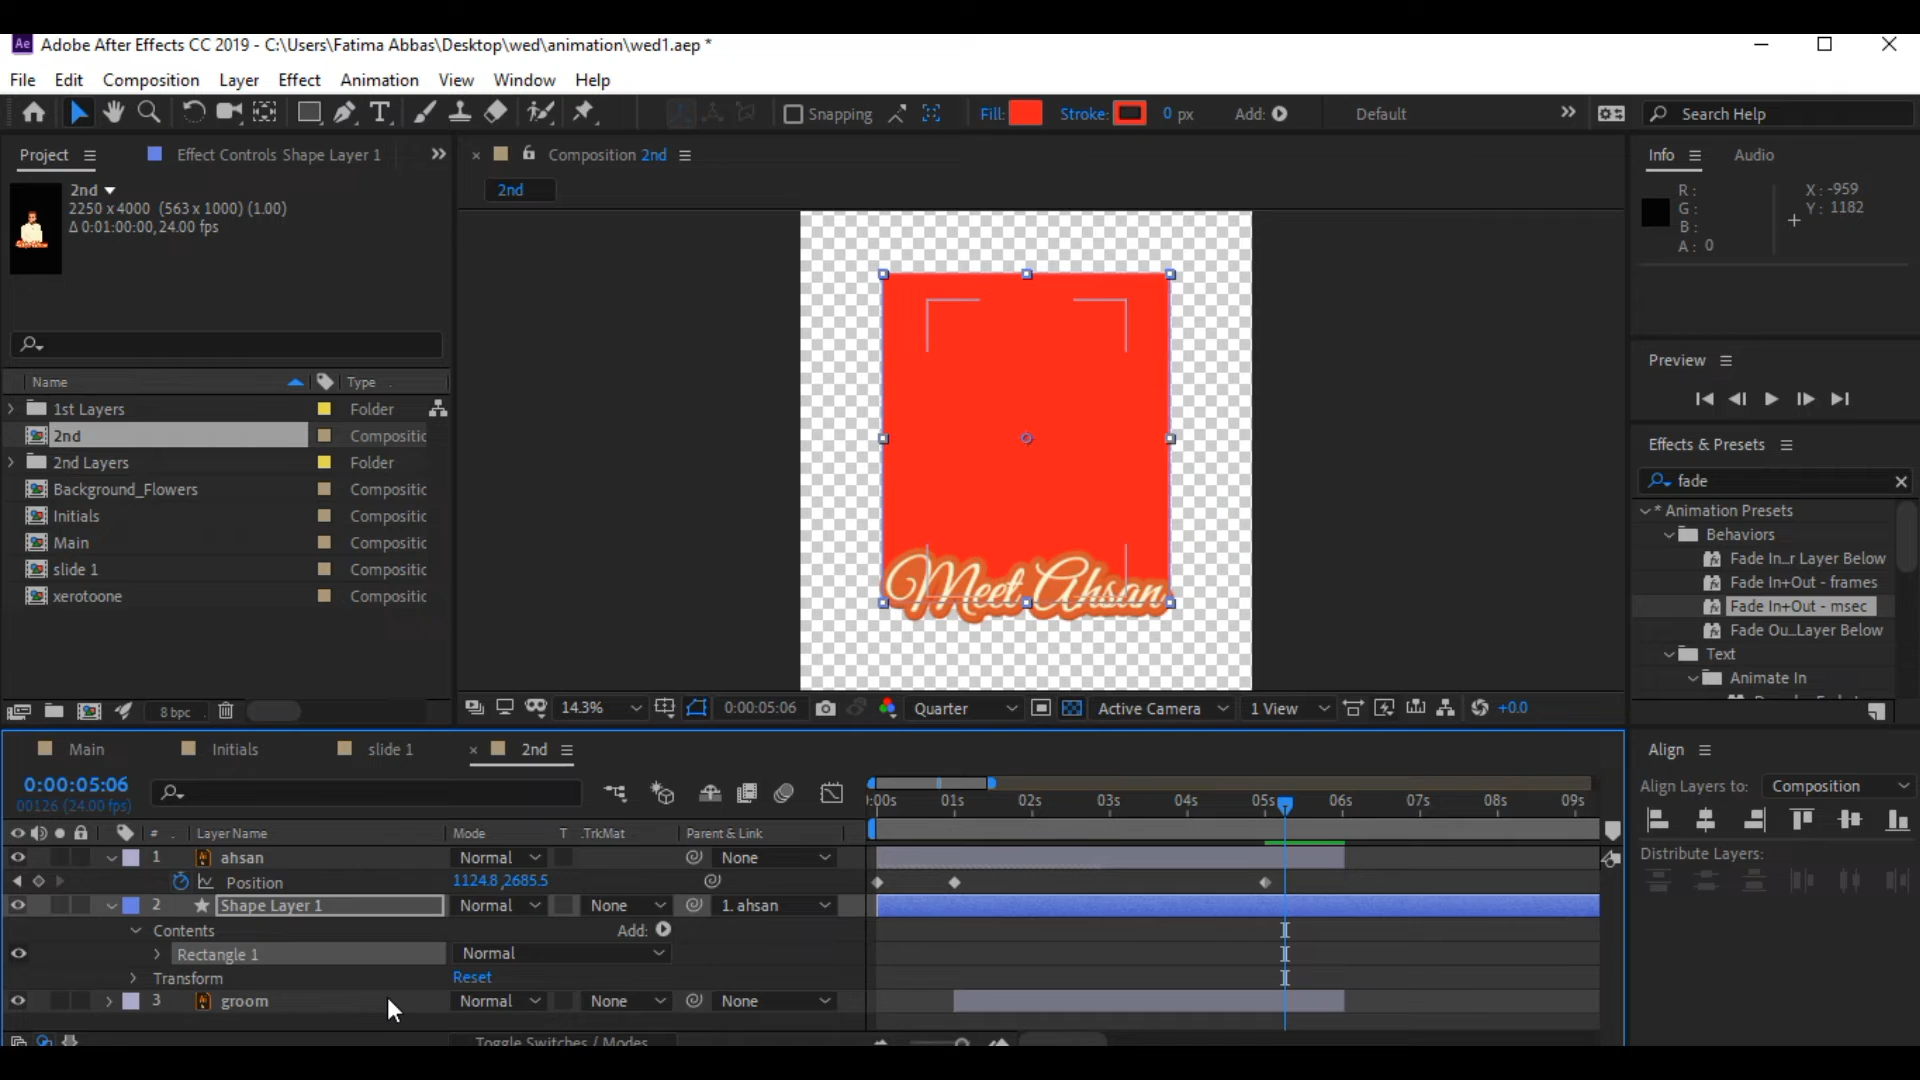 Ae Adobe After Effects CC 2019 - C:\Users\Fatima Abbas\Desktop\wed\animation\wed1.aep *
File Edit Composition Layer Effect Animation View Window Help
Snapping Fill: Stroke: 0 px Add: Default Search Help
Project Effect Controls Shape Layer 1
Composition 2nd
Info Audio
2nd
2250 x 4000 (563 x 1000) (1.00)
Δ 0:01:00:00, 24.00 fps
2nd
R : X : -959
G : Y : 1182
B :
A : 0
Preview
Name Type
1st Layers Folder
2nd Compositic
2nd Layers Folder
Background_Flowers Compositic
Initials Compositic
Main Compositic
slide 1 Compositic
xerotoone Compositic
Meet Ahsan
Effects & Presets
fade
* Animation Presets
Behaviors
Fade In...r Layer Below
Fade In+Out - frames
Fade In+Out - msec
Fade Ou...Layer Below
Text
Animate In
8 bpc
14.3% 0:00:05:06 Quarter Active Camera 1 View +0.0
Main Initials slide 1 2nd
0:00:05:06
00126 (24.00 fps)
:00s 01s 02s 03s 04s 05s 06s 07s 08s 09s
# Layer Name Mode T .TrkMat Parent & Link
1 ahsan Normal None
Position 1124.8,2685.5
2 Shape Layer 1 Normal None 1. ahsan
Contents Add:
Rectangle 1 Normal
Transform Reset
3 groom Normal None None
Toggle Switches / Modes
Align
Align Layers to: Composition
Distribute Layers: